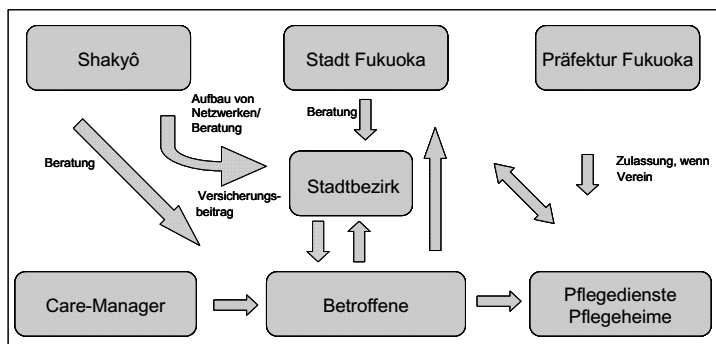 Shakyô
Stadt Fukuoka
Präfektur Fukuoka
Aufbau von
Netzwerken/
Beratung
Beratung
Beratung
Zulassung, wenn
Verein
Stadtbezirk
Versicherungs-
beitrag
Care-Manager
Betroffene
Pflegedienste
Pflegeheime